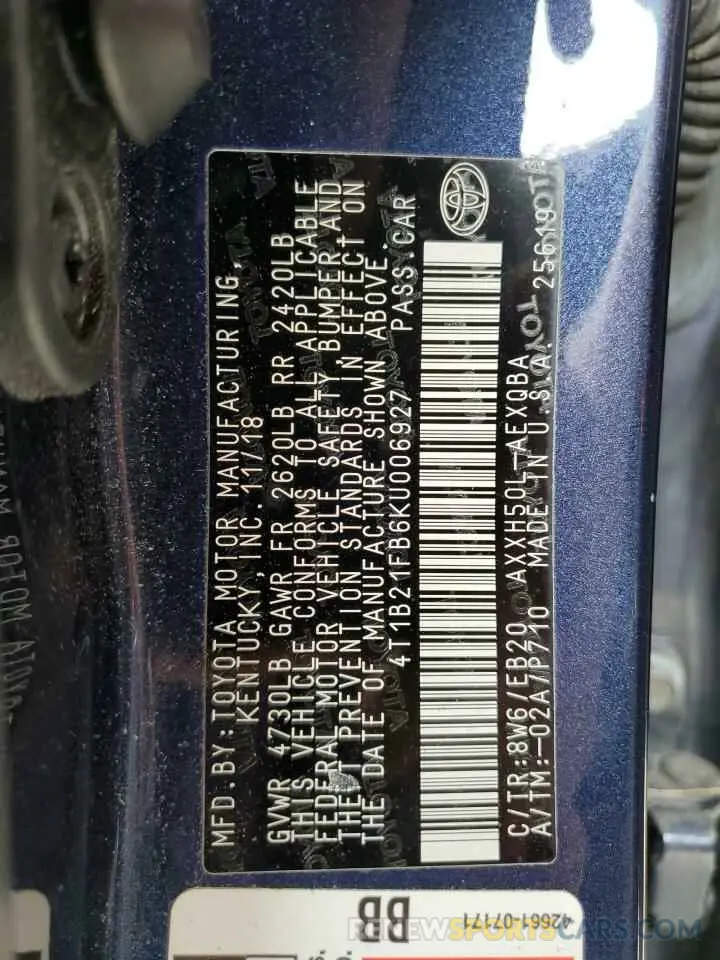 MFD.BY:TOYOTA MOTOR MANUFACTURING
KENTUCKY,INC.11/18
GVWR 4730LB GAWR FR 2620LB RR 2420LB
THIS VEHICLE CONFORMS TO ALL APPLICABLE
FEDERAL MOTOR VEHICLE SAFETY BUMPER AND
THEFT PREVENTION STANDARDS IN EFFECT ON
THE DATE OF MANUFACTURE SHOWN ABOVE.
4T1B21FB6KU006927 PASS.CAR
C/TR:8W6/EB20 AXXH50L-AEXQBA
A/TM:-02A/P710 MADE IN U.S.A. 25619
BB
42661-07171
RENEWSPORTSCARS.COM